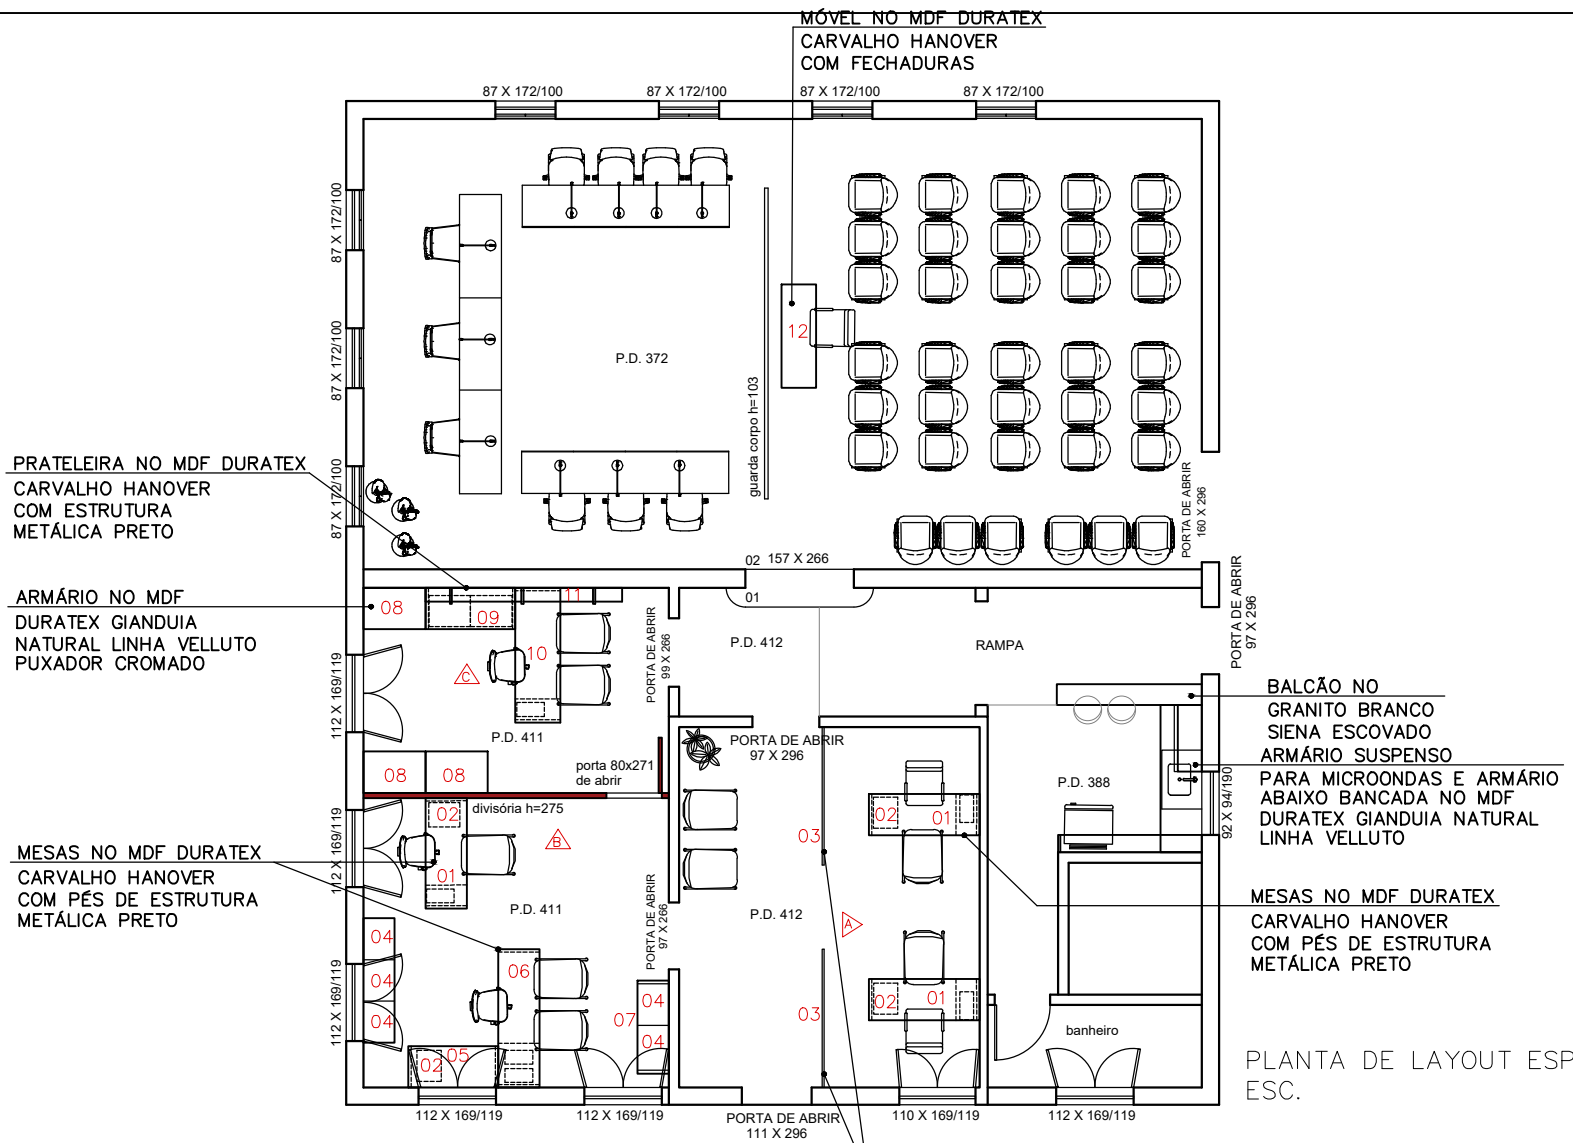 MÓVEL NO MDF DURATEX
CARVALHO HANOVER
COM FECHADURAS
87 X 172/100
87 X 172/100
87 X 172/100
87 X 172/100
87 X 172/100
87 X 172/100
87 X 172/100
P.D. 372
guarda corpo h=103
12
PORTA DE ABRIR
160 X 296
PRATELEIRA NO MDF DURATEX
CARVALHO HANOVER
COM ESTRUTURA
METÁLICA PRETO
ARMÁRIO NO MDF
DURATEX GIANDUIA
NATURAL LINHA VELLUTO
PUXADOR CROMADO
02 157 X 266
01
08
09
11
10
C
P.D. 411
112 X 169/119
PORTA DE ABRIR
99 X 266
P.D. 412
RAMPA
PORTA DE ABRIR
97 X 296
08
08
porta 80x271
de abrir
divisória h=275
PORTA DE ABRIR
97 X 296
P.D. 388
BALCÃO NO
GRANITO BRANCO
SIENA ESCOVADO
ARMÁRIO SUSPENSO
PARA MICROONDAS E ARMÁRIO
ABAIXO BANCADA NO MDF
DURATEX GIANDUIA NATURAL
LINHA VELLUTO
92 X 94/190
MESAS NO MDF DURATEX
CARVALHO HANOVER
COM PÉS DE ESTRUTURA
METÁLICA PRETO
112 X 169/119
02
01
B
P.D. 411
PORTA DE ABRIR
97 X 266
03
02
01
A
P.D. 412
MESAS NO MDF DURATEX
CARVALHO HANOVER
COM PÉS DE ESTRUTURA
METÁLICA PRETO
112 X 169/119
04
04
04
06
07
04
04
02
05
03
02
01
banheiro
112 X 169/119
112 X 169/119
PORTA DE ABRIR
111 X 296
110 X 169/119
112 X 169/119
PLANTA DE LAYOUT ESP
ESC.